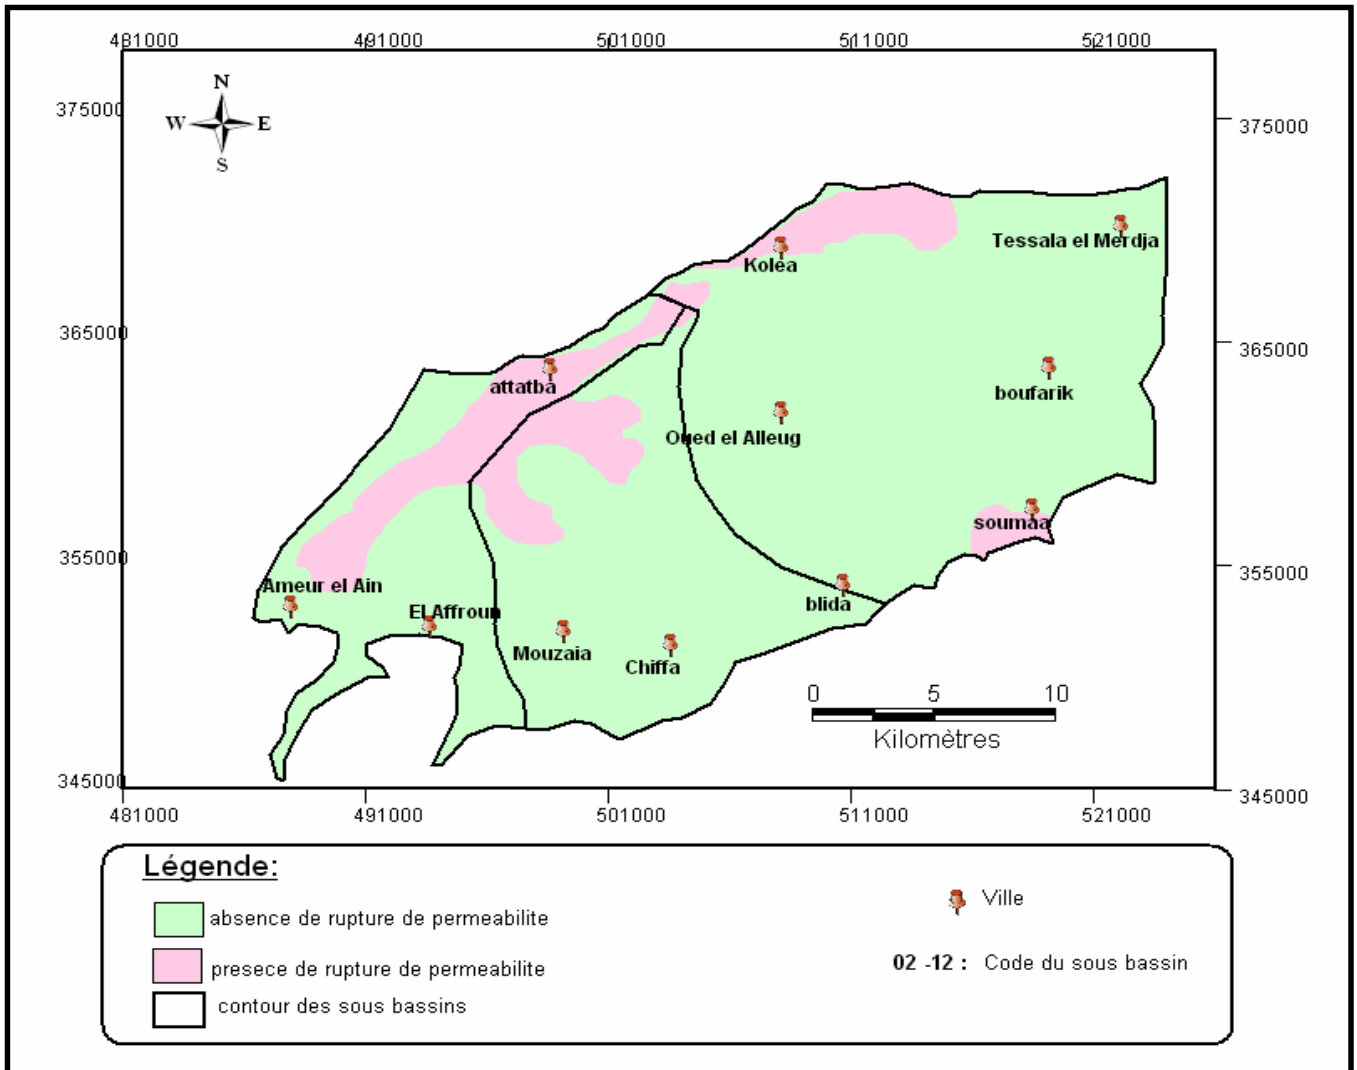 481000 491000 501000 511000 521000
N
W E
S
375000
375000
Tessala el Merdja
Kolea
365000
365000
attatba
boufarik
Oued el Alleug
soumaa
355000
355000
Ameur el Ain
El Affroun
blida
Mouzaia
Chiffa
0 5 10
Kilomètres
345000
345000
481000 491000 501000 511000 521000
Légende:
absence de rupture de permeabilite
presece de rupture de permeabilite
contour des sous bassins
Ville
02 -12 : Code du sous bassin